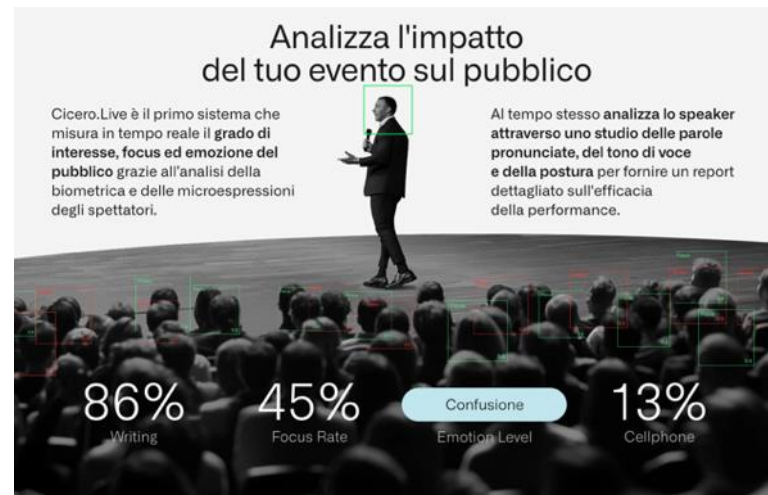 Analizza l'impatto
del tuo evento sul pubblico
Cicero.Live è il primo sistema che
misura in tempo reale il grado di
interesse, focus ed emozione del
pubblico grazie all'analisi della
biometrica e delle microespressioni
degli spettatori.
Al tempo stesso analizza lo speaker
attraverso uno studio delle parole
pronunciate, del tono di voce
e della postura per fornire un report
dettagliato sull'efficacia
della performance.
86%
Writing
45%
Focus Rate
Confusione
Emotion Level
13%
Cellphone